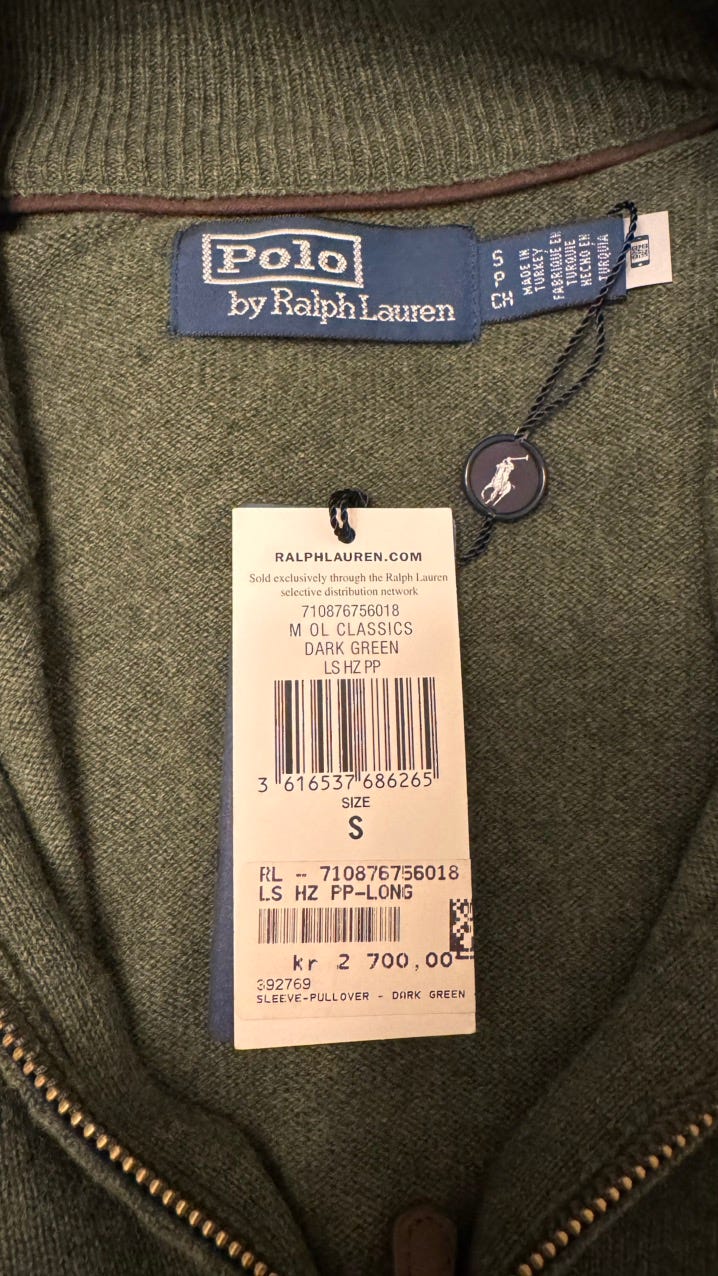 Polo
by Ralph Lauren
S
P
CH
MADE IN
TURKEY
FABRIQUÉ EN
TURQUIE
HECHO EN
TURQUIA
RALPHLAUREN.COM
Sold exclusively through the Ralph Lauren
selective distribution network
710876756018
M OL CLASSICS
DARK GREEN
LS HZ PP
3 616537 686265
SIZE
S
RL - 710876756018
LS HZ PP-LONG
kr 2 700,00
392769
SLEEVE-PULLOVER - DARK GREEN